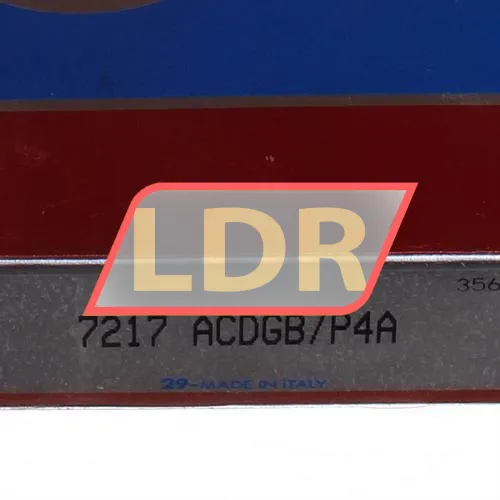 LDR
356
7217 ACDGB/P4A
29-MADE IN ITALY